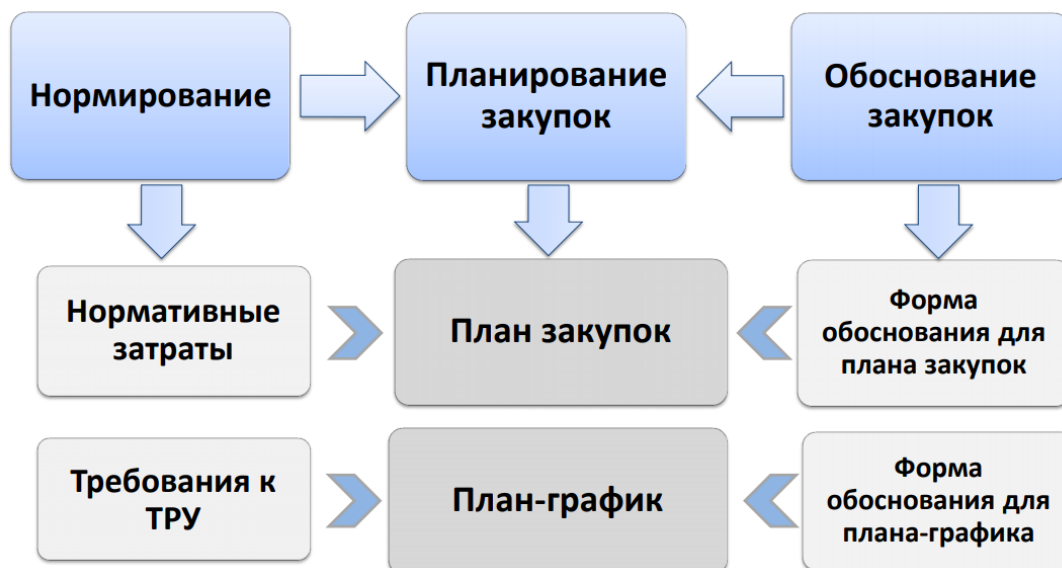 Нормирование
Планирование
закупок
Обоснование
закупок
Нормативные
затраты
План закупок
Форма
обоснования для
плана закупок
Требования к
ТРУ
План-график
Форма
обоснования для
плана-графика